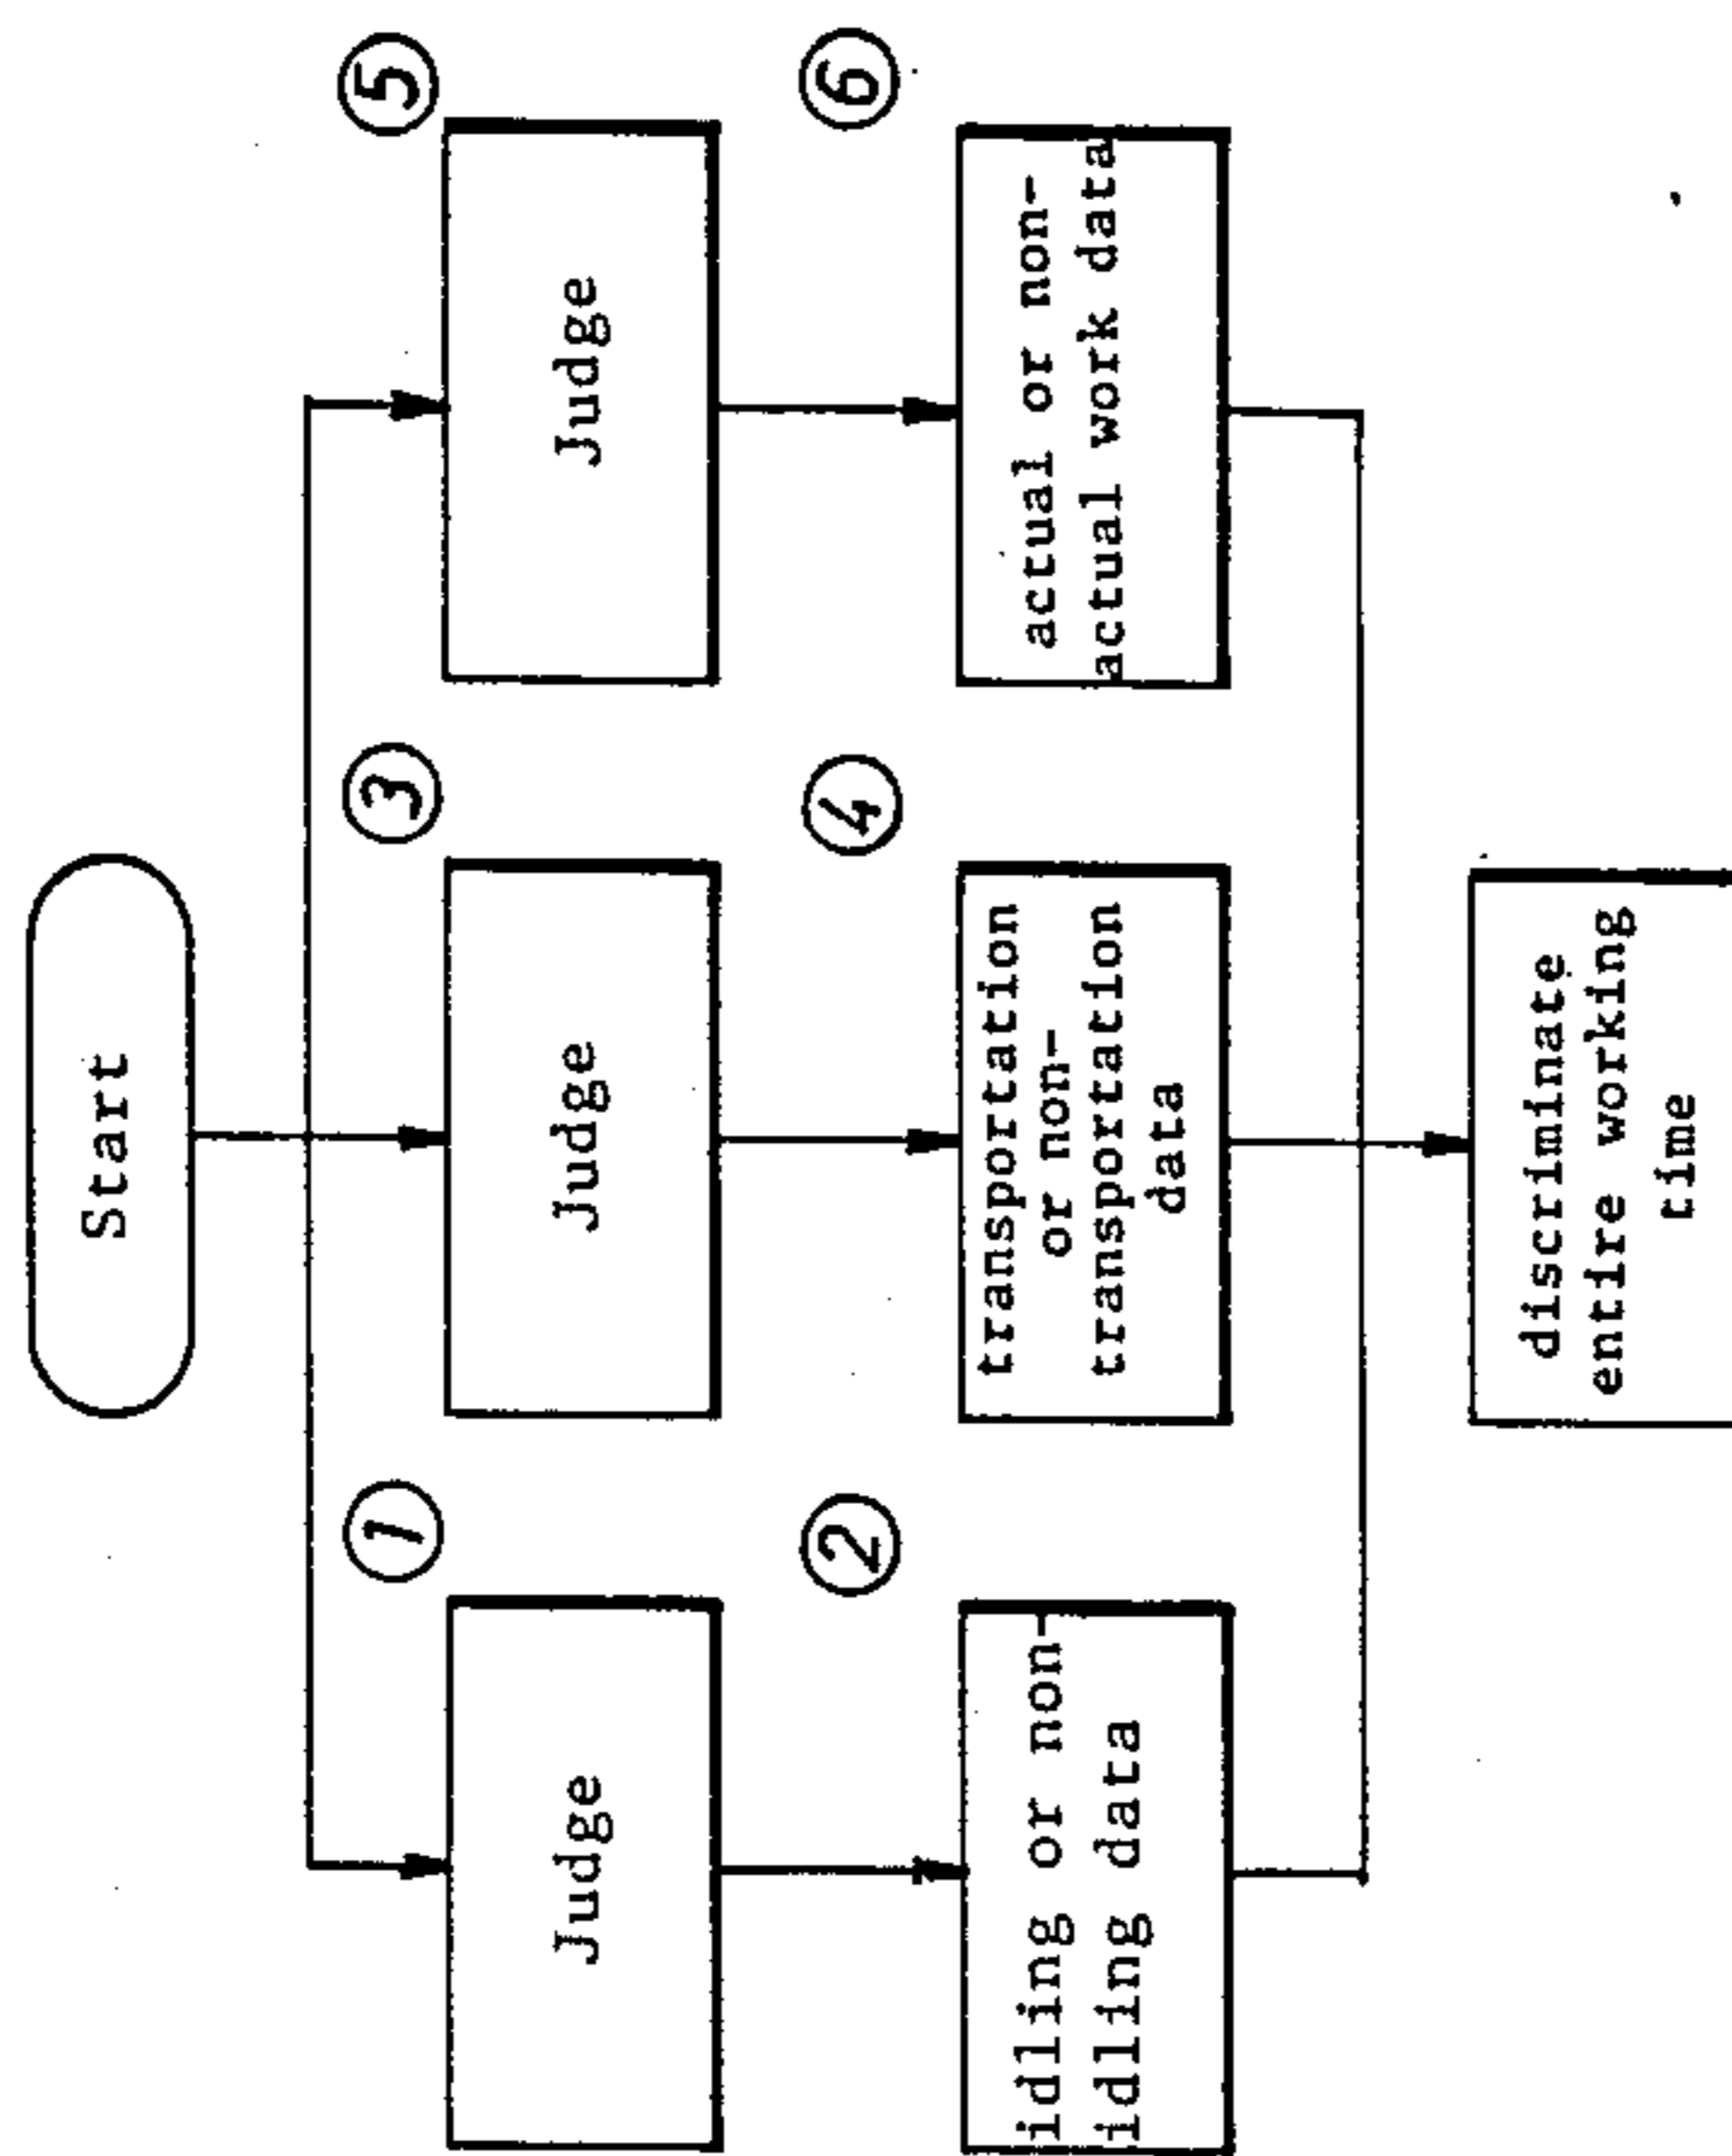 Start
①
Judge
③
Judge
⑤
Judge
②
idling or non-
idling data
④
transportation
or non-
transportation
data
⑥
actual or non-
actual work data
discriminate
entire working
time